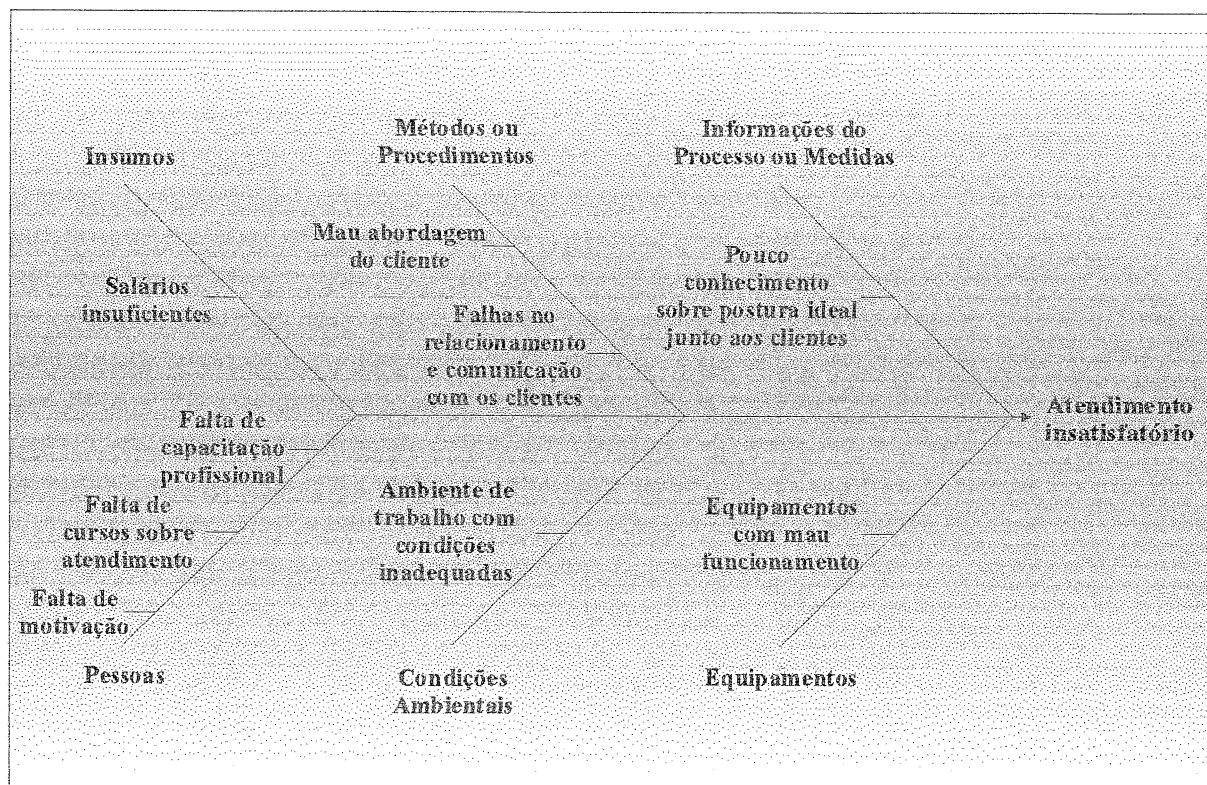 Insumos
Métodos ou
Procedimentos
Informações do
Processo ou Medidas
Salários
insuficientes
Mau abordagem
do cliente
Falhas no
relacionamento
e comunicação
com os clientes
Pouco
conhecimento
sobre postura ideal
junto aos clientes
Atendimento
insatisfatório
Falta de
capacitação
profissional
Falta de
cursos sobre
atendimento
Falta de
motivação
Ambiente de
trabalho com
condições
inadequadas
Equipamentos
com mau
funcionamento
Pessoas
Condições
Ambientais
Equipamentos